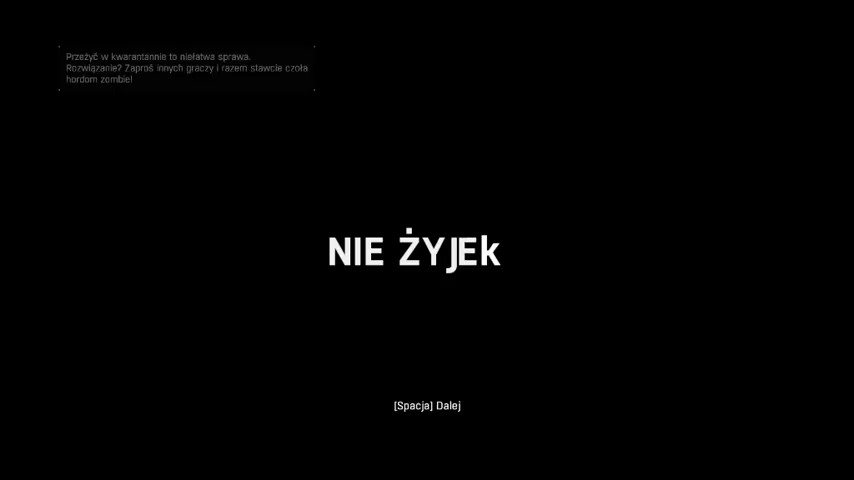 Przeżyć w kwarantannie to niełatwa sprawa.
Rozwiązanie? Zaproś innych graczy i razem stawcie czoła
hordom zombie!
NIE ŻYJEk
[Spacja] Dalej